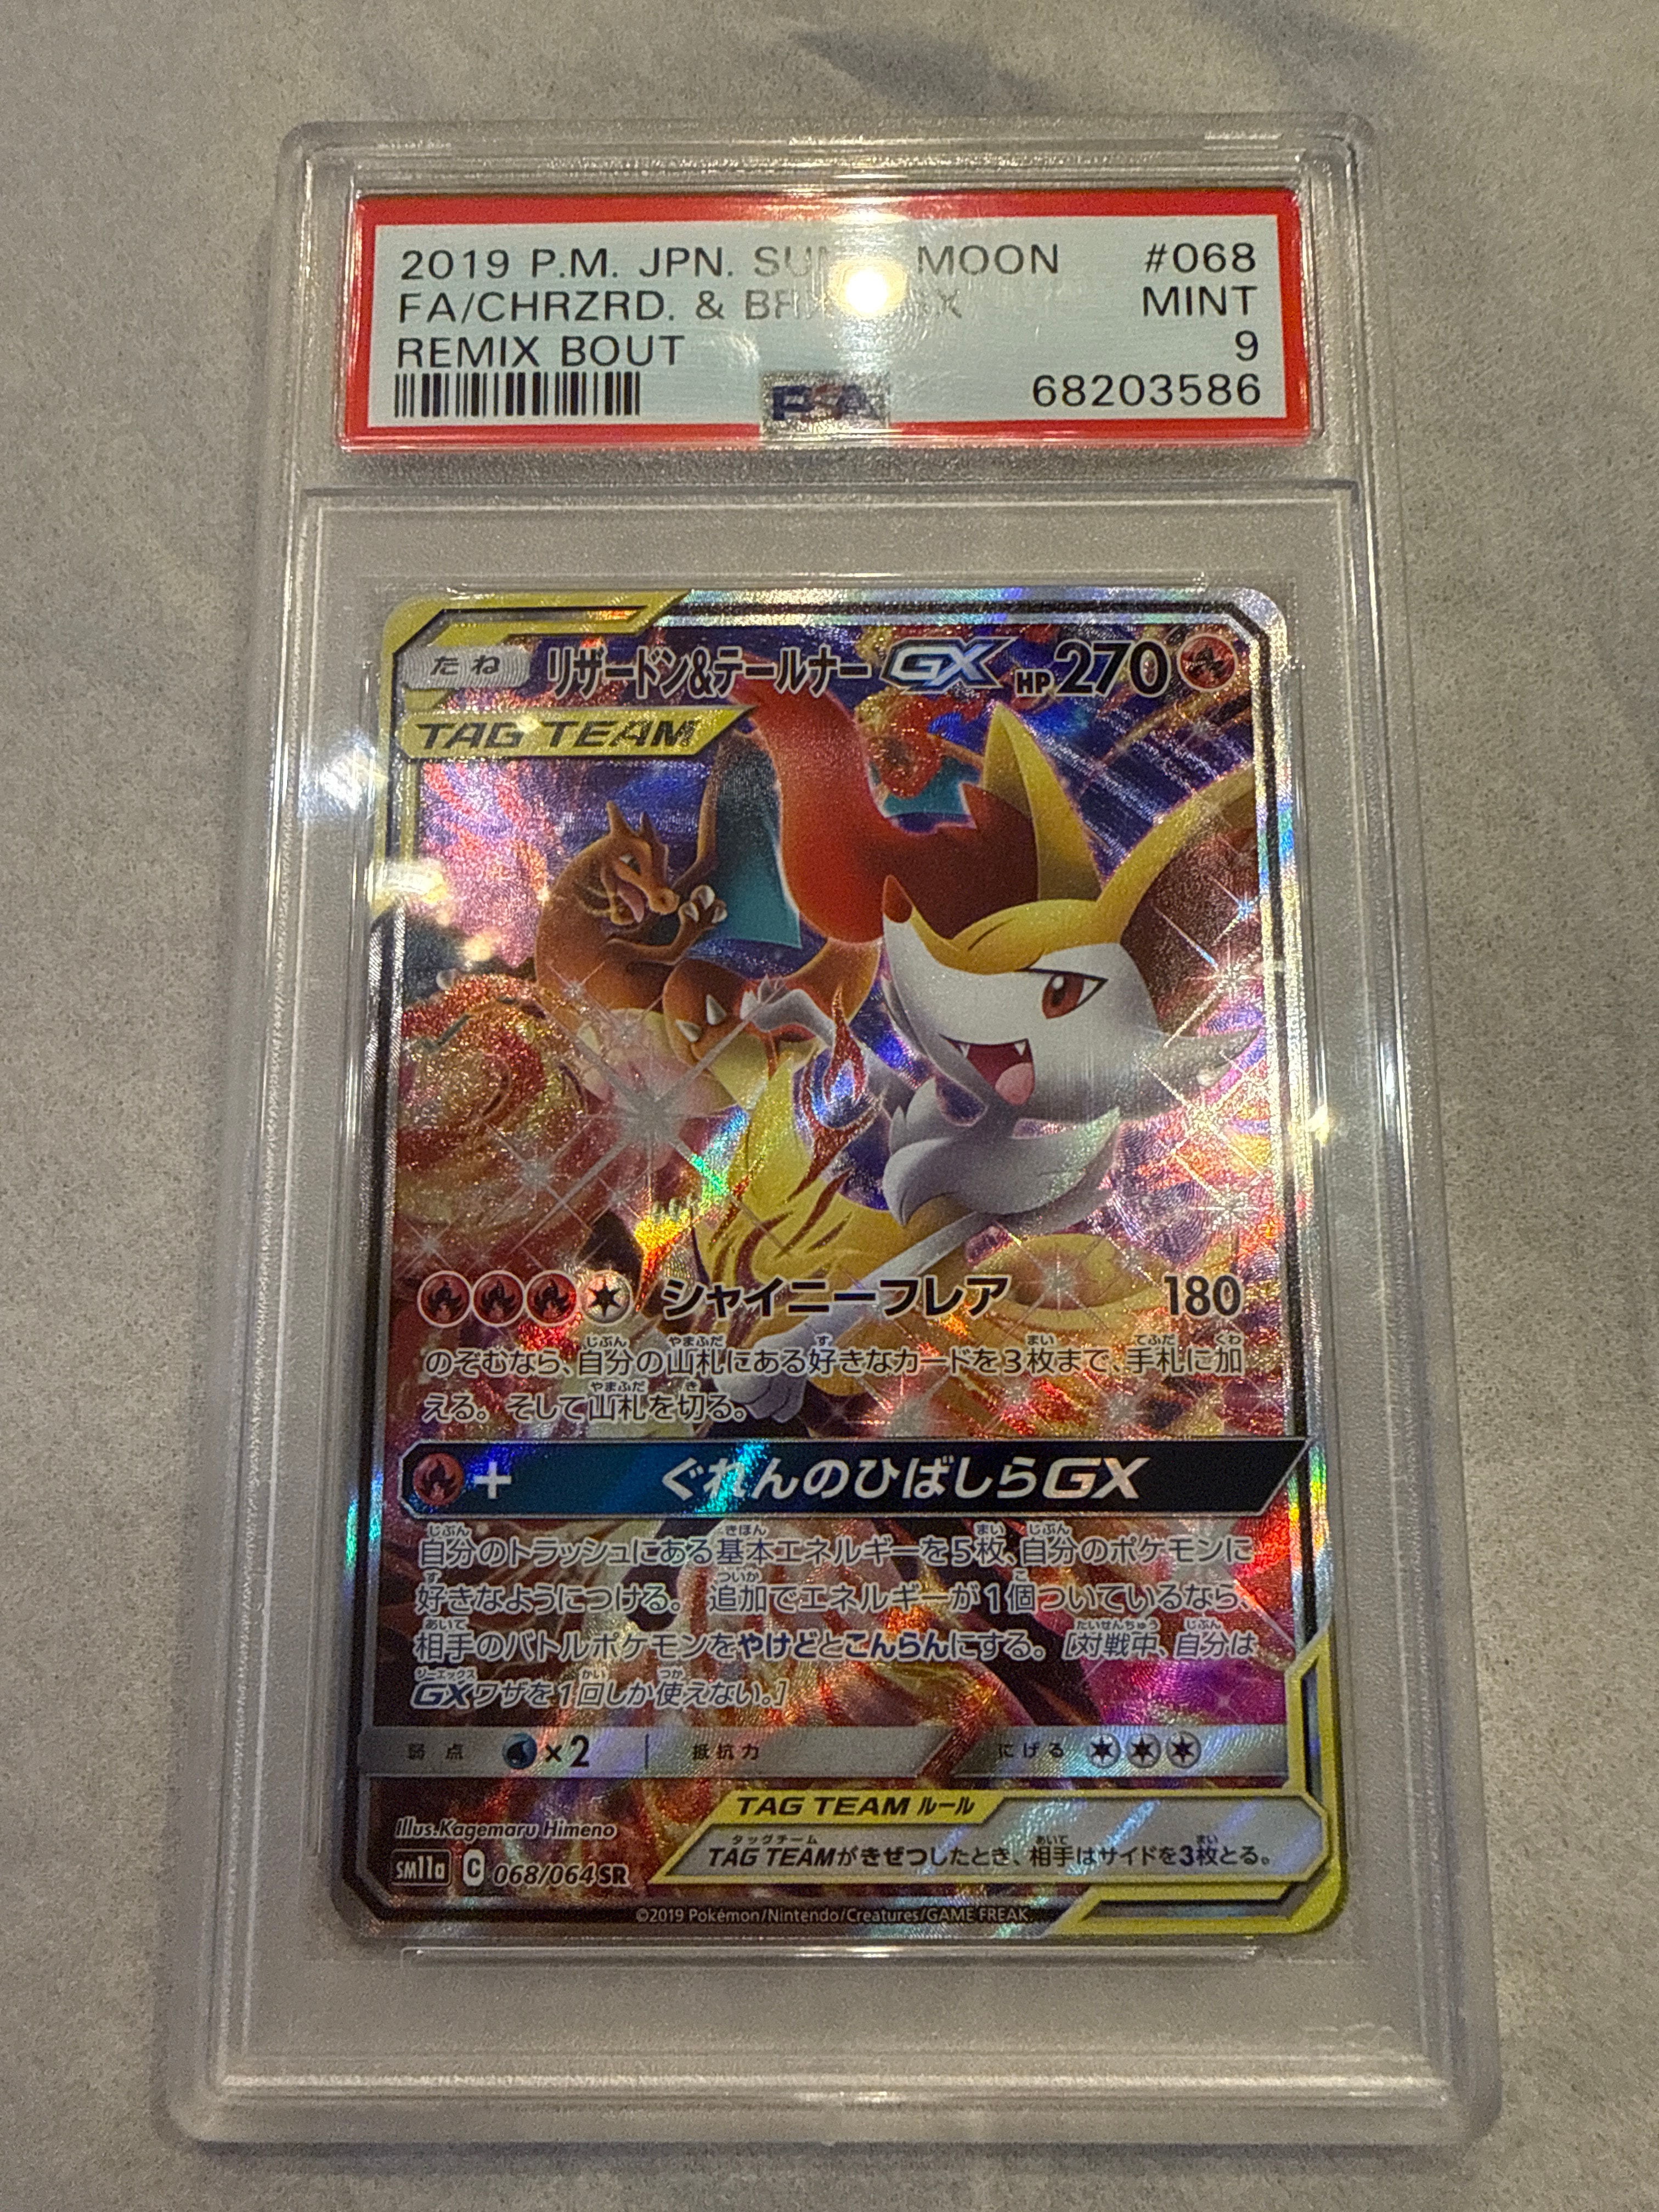 2019 P.M. JPN. SUN & MOON #068
FA/CHRZRD. & GX MINT
REMIX BOUT 9
PSA 68203586
たね リザードン&テールナーGX HP270
TAG TEAM
シャイニーフレア 180
のぞむなら、自分の山札にある好きなカードを3枚まで、手札に加
える。そして山札を切る。
+ ぐれんのひばしらGX
自分のトラッシュにある基本エネルギーを5枚、自分のポケモンに
好きなようにつける。 追加でエネルギーが1個ついているなら、
相手のバトルポケモンをやけどとこんらんにする。[対戦中、自分は
GXワザを1回しか使えない。]
弱点 ×2 抵抗力 にげる
TAG TEAM ルール
TAG TEAMがきぜつしたとき、相手はサイドを3枚とる。
Illus.Kagemaru Himeno
SM11a C 068/064 SR
©2019 Pokémon/Nintendo/Creatures/GAME FREAK.